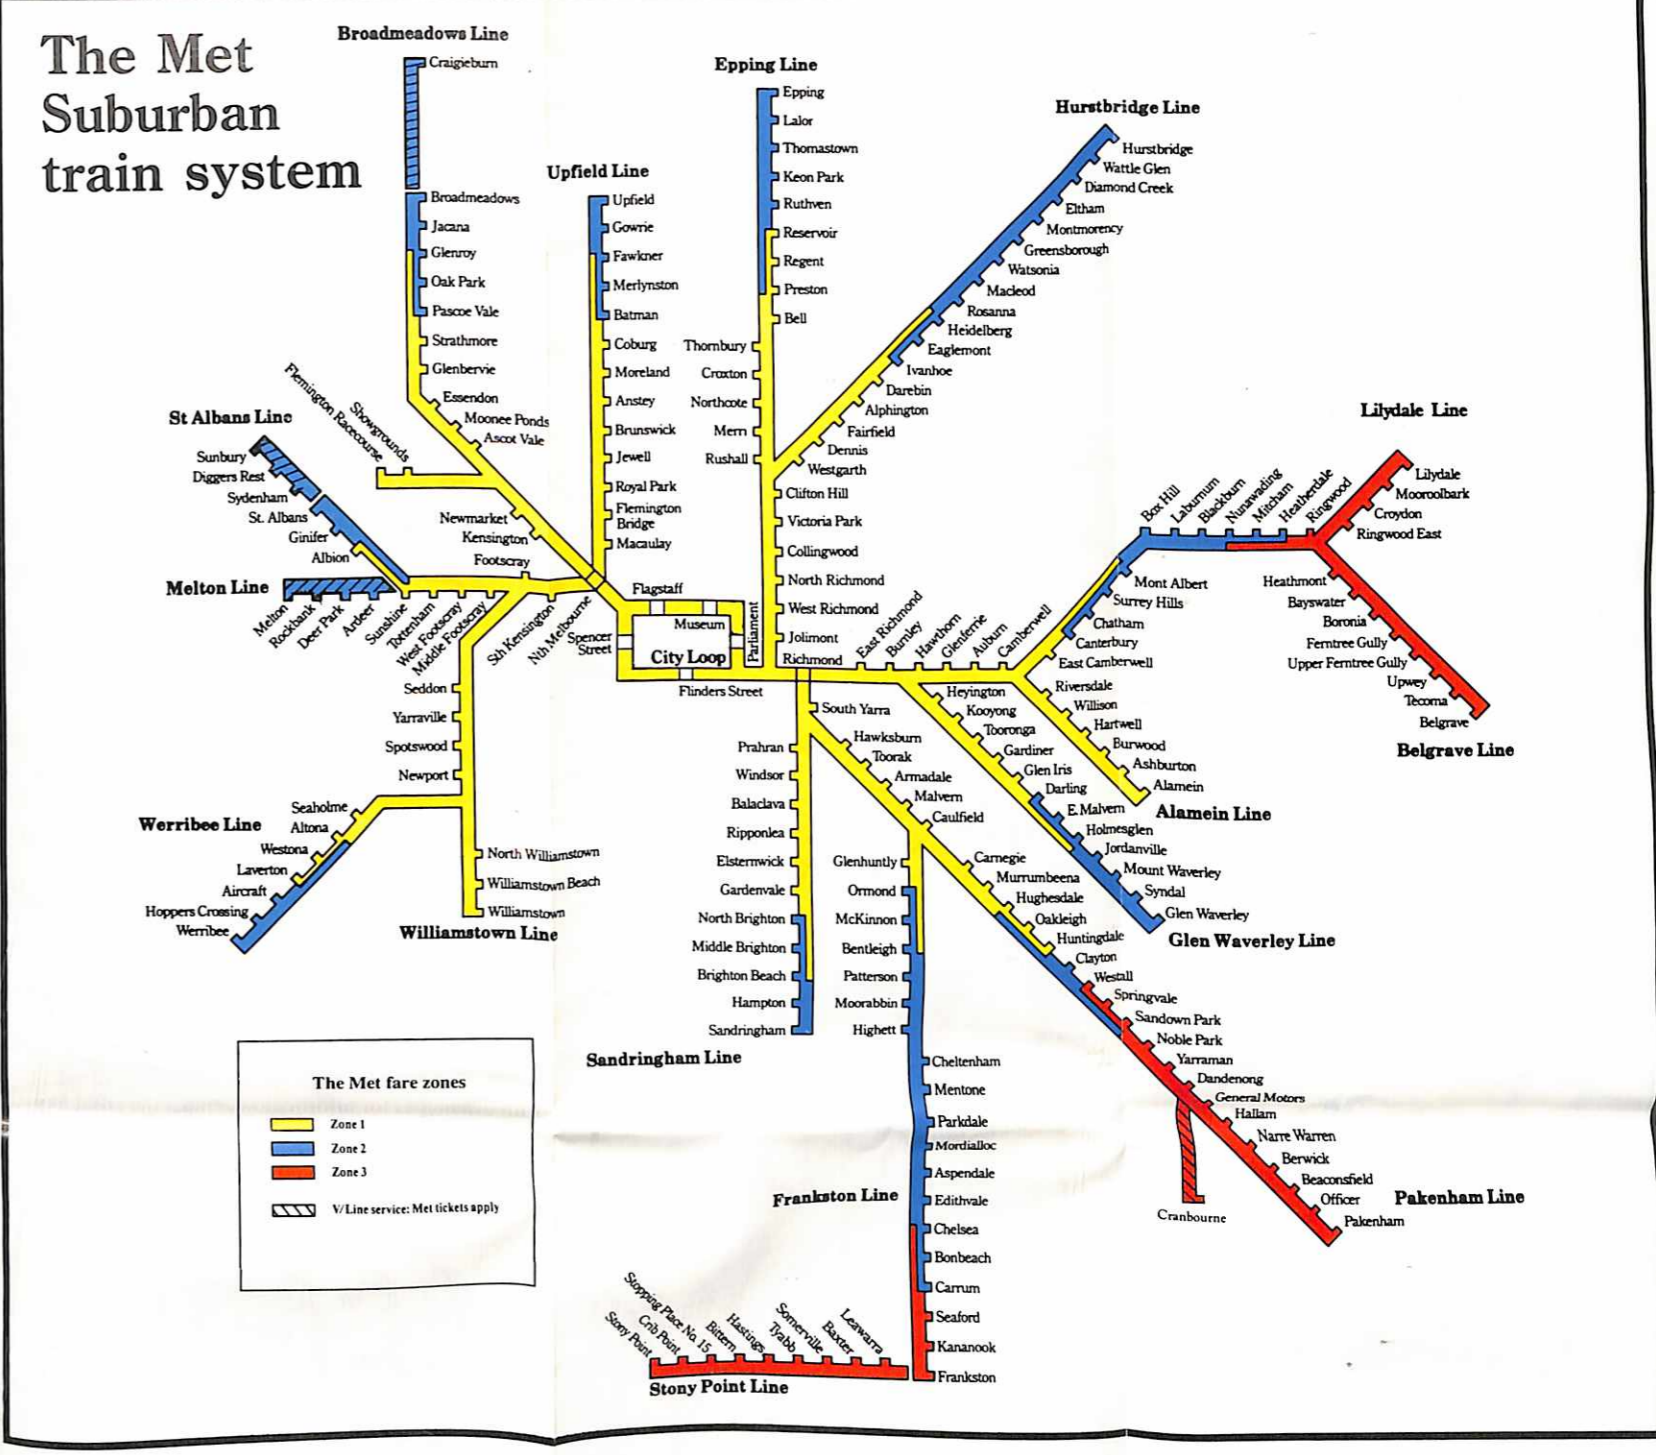 The Met
Suburban
train system
Broadmeadows Line
Craigieburn
Broadmeadows
Jacana
Glenroy
Oak Park
Pascoe Vale
Strathmore
Glenbervie
Essendon
Moonee Ponds
Ascot Vale
Showgrounds
Flemington Racecourse
Newmarket
Kensington
Upfield Line
Upfield
Gowrie
Fawkner
Merlynston
Batman
Coburg
Moreland
Anstey
Brunswick
Jewell
Royal Park
Flemington
Bridge
Macaulay
Epping Line
Epping
Lalor
Thomastown
Keon Park
Ruthven
Reservoir
Regent
Preston
Bell
Thornbury
Croxton
Northcote
Merri
Rushall
Hurstbridge Line
Hurstbridge
Wattle Glen
Diamond Creek
Eltham
Montmorency
Greensborough
Watsonia
Macleod
Rosanna
Heidelberg
Eaglemont
Ivanhoe
Darebin
Alphington
Fairfield
Dennis
Westgarth
Clifton Hill
Victoria Park
Collingwood
North Richmond
West Richmond
Jolimont
Richmond
St Albans Line
Sunbury
Diggers Rest
Sydenham
St. Albans
Ginifer
Albion
Melton Line
Melton
Rockbank
Deer Park
Ardeer
Sunshine
Tottenham
West Footscray
Middle Footscray
Footscray
Sth Kensington
Nth Melbourne
Flagstaff
Museum
Parliament
Spencer
Street
City Loop
Flinders Street
Seddon
Yarraville
Spotswood
Newport
Seaholme
Altona
Westona
Laverton
Aircraft
Hoppers Crossing
Werribee
Werribee Line
North Williamstown
Williamstown Beach
Williamstown
Williamstown Line
East Richmond
Burnley
Hawthorn
Glenferrie
Auburn
Camberwell
East Camberwell
Canterbury
Chatham
Surrey Hills
Mont Albert
Box Hill
Laburnum
Blackburn
Nunawading
Mitcham
Heatherdale
Ringwood
Lilydale Line
Lilydale
Mooroolbark
Croydon
Ringwood East
Heathmont
Bayswater
Boronia
Ferntree Gully
Upper Ferntree Gully
Upwey
Tecoma
Belgrave
Belgrave Line
Riversdale
Willison
Hartwell
Burwood
Ashburton
Alamein
Alamein Line
Heyington
Kooyong
Tooronga
Gardiner
Glen Iris
Darling
E. Malvern
Holmesglen
Jordanville
Mount Waverley
Syndal
Glen Waverley
Glen Waverley Line
South Yarra
Prahran
Windsor
Balaclava
Ripponlea
Elsternwick
Gardenvale
North Brighton
Middle Brighton
Brighton Beach
Hampton
Sandringham
Sandringham Line
Hawksburn
Toorak
Armadale
Malvern
Caulfield
Carnegie
Murrumbeena
Hughesdale
Oakleigh
Huntingdale
Clayton
Westall
Springvale
Sandown Park
Noble Park
Yarraman
Dandenong
General Motors
Hallam
Narre Warren
Berwick
Beaconsfield
Officer
Pakenham
Pakenham Line
Cranbourne
Glenhuntly
Ormond
McKinnon
Bentleigh
Patterson
Moorabbin
Highett
Cheltenham
Mentone
Parkdale
Mordialloc
Aspendale
Edithvale
Chelsea
Bonbeach
Carrum
Seaford
Kananook
Frankston
Frankston Line
Stony Point
Crib Point
Stopping Place No. 15
Bittern
Hastings
Tyabb
Somerville
Baxter
Leawarra
Stony Point Line
The Met fare zones
Zone 1
Zone 2
Zone 3
V/Line service: Met tickets apply